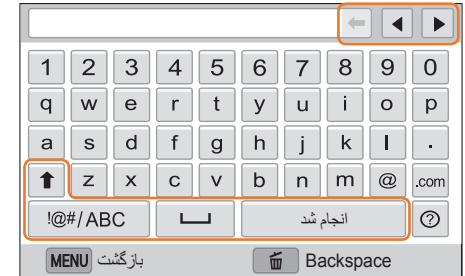 1 2 3 4 5 6 7 8 9 0
q w e r t y u i o p
a s d f g h j k l .
z x c v b n m @ .com
!@#/ABC انجام شد ?
MENU بازگشت Backspace